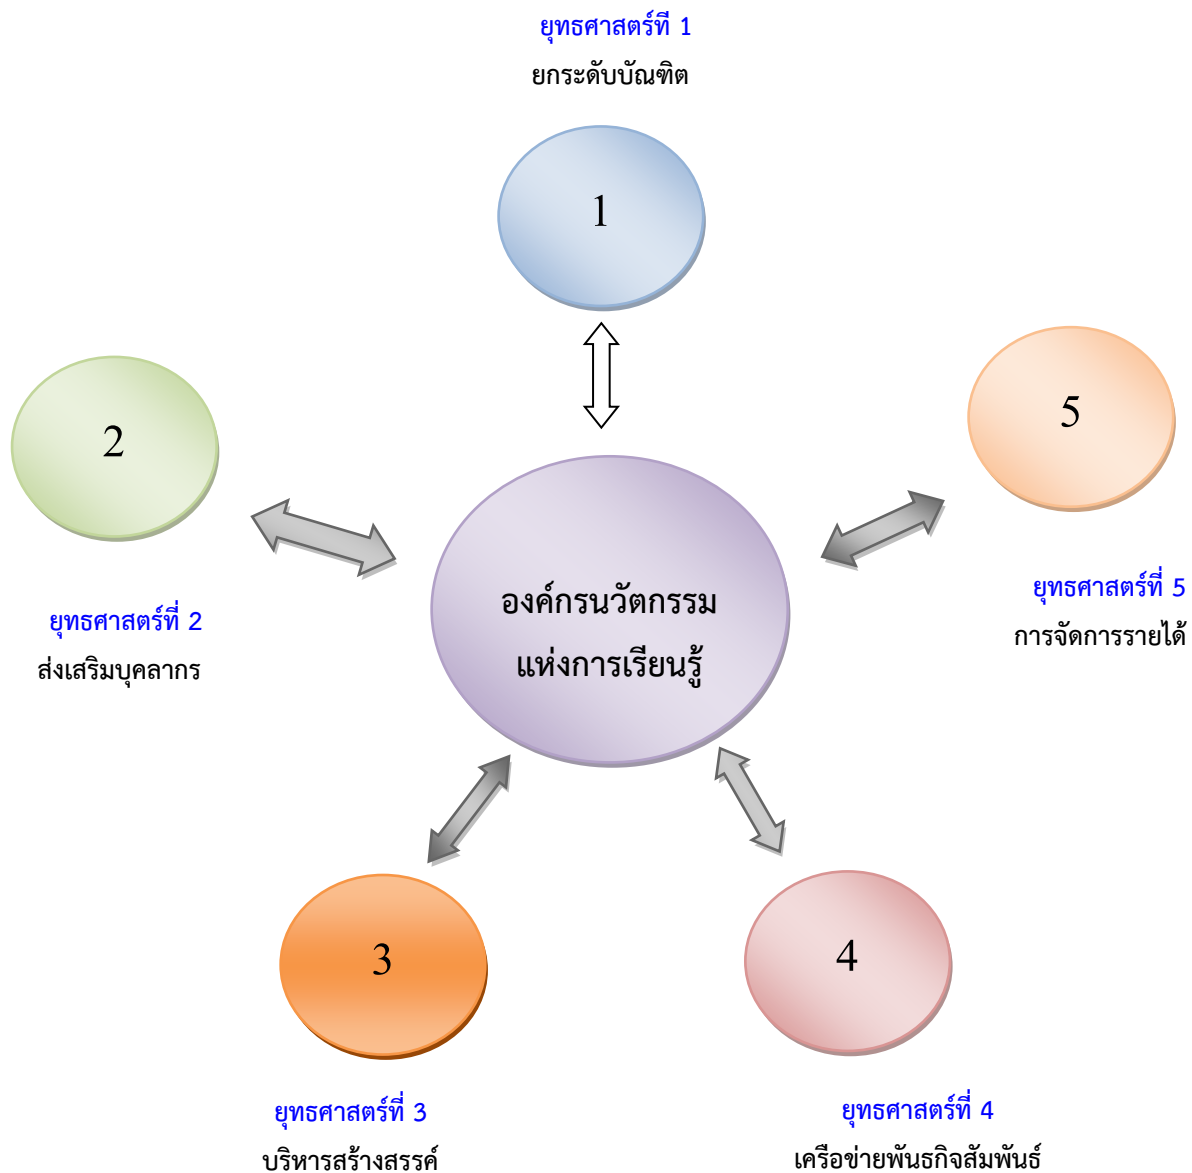 ยุทธศาสตร์ที่ 1
ยกระดับบัณฑิต
1
2
ยุทธศาสตร์ที่ 2
ส่งเสริมบุคลากร
องค์กรนวัตกรรม
แห่งการเรียนรู้
5
ยุทธศาสตร์ที่ 5
การจัดการรายได้
3
ยุทธศาสตร์ที่ 3
บริหารสร้างสรรค์
4
ยุทธศาสตร์ที่ 4
เครือข่ายพันธกิจสัมพันธ์